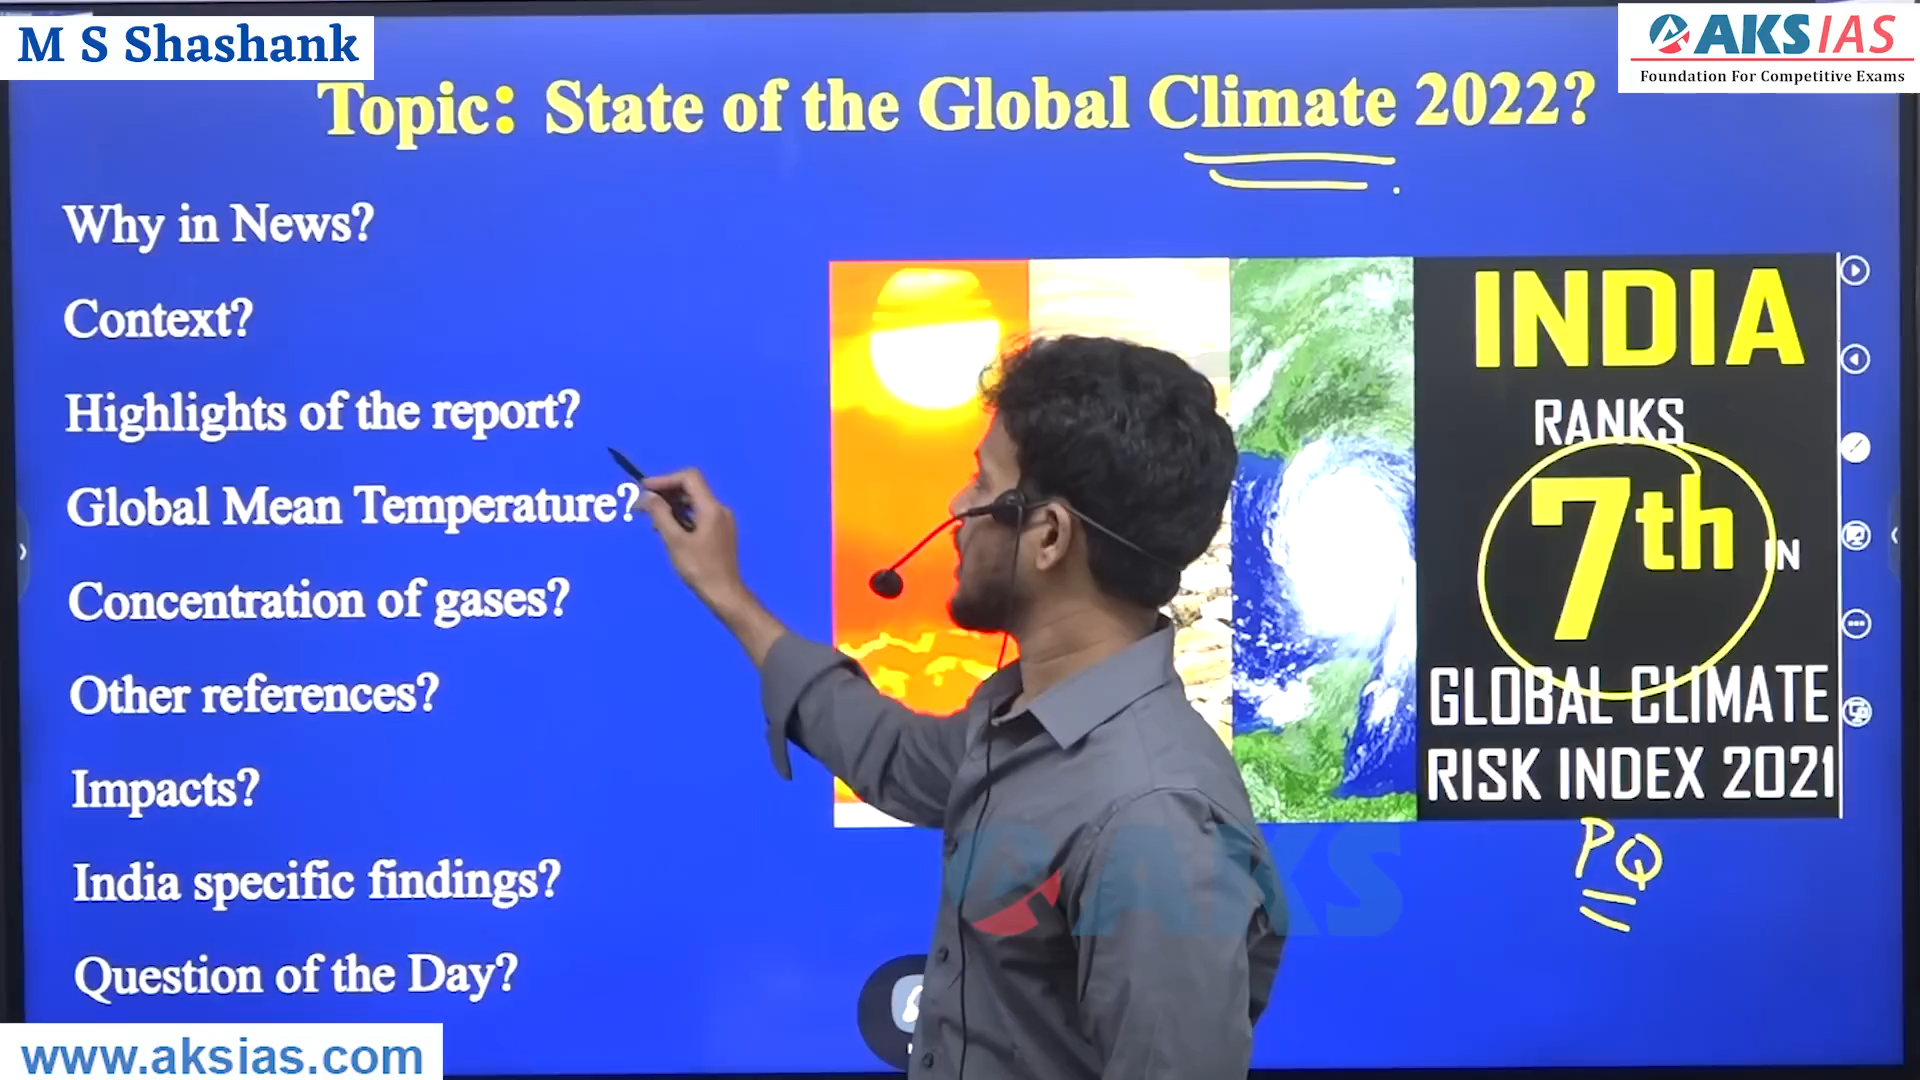 M S Shashank
AKS IAS
Foundation For Competitive Exams
Topic: State of the Global Climate 2022?
Why in News?
Context?
Highlights of the report?
Global Mean Temperature?
Concentration of gases?
Other references?
Impacts?
India specific findings?
Question of the Day?
INDIA
RANKS
7th IN
GLOBAL CLIMATE
RISK INDEX 2021
PQ
AKS
www.aksias.com